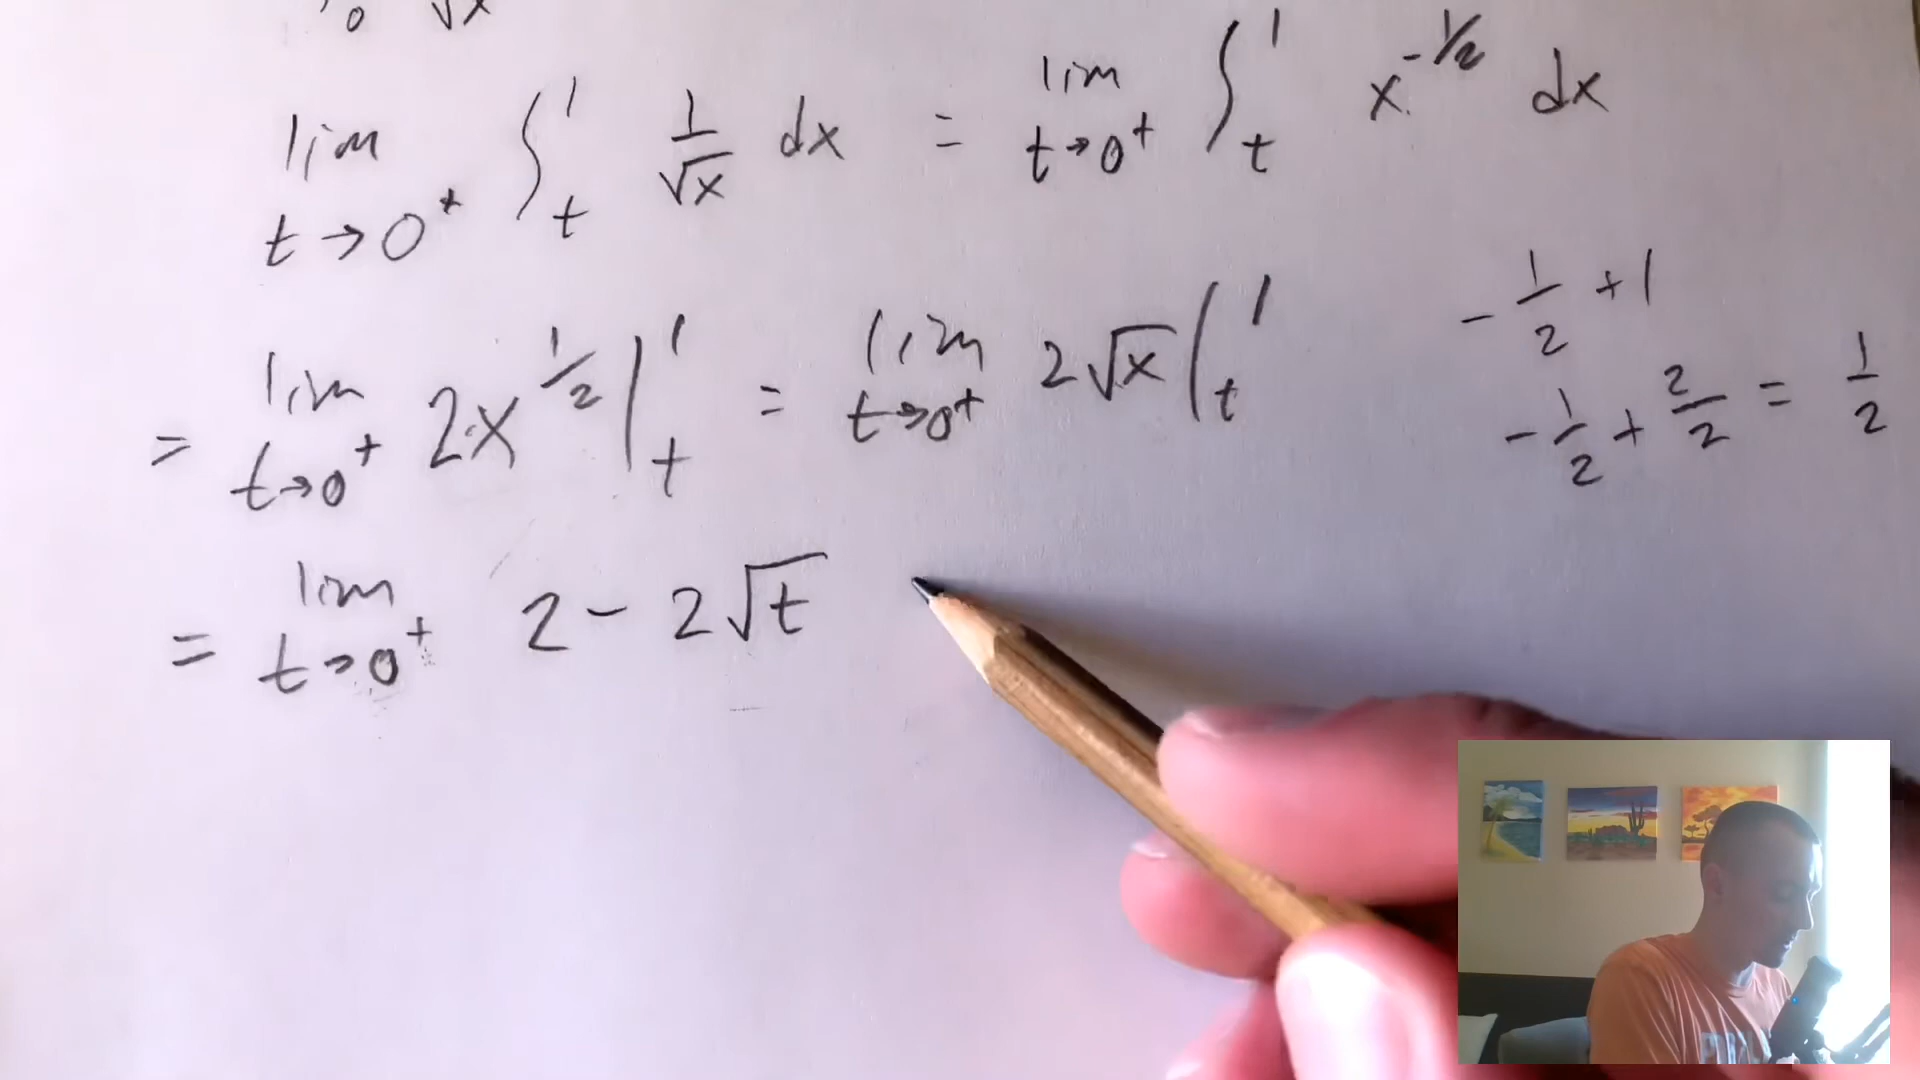 0 √x
lim t→0⁺ ∫ₜ¹ 1/√x dx = lim t→0⁺ ∫ₜ¹ x^-1/2 dx
= lim t→0⁺ 2x^1/2 |ₜ¹ = lim t→0⁺ 2√x |ₜ¹
-1/2 + 1
-1/2 + 2/2 = 1/2
= lim t→0⁺ 2 - 2√t